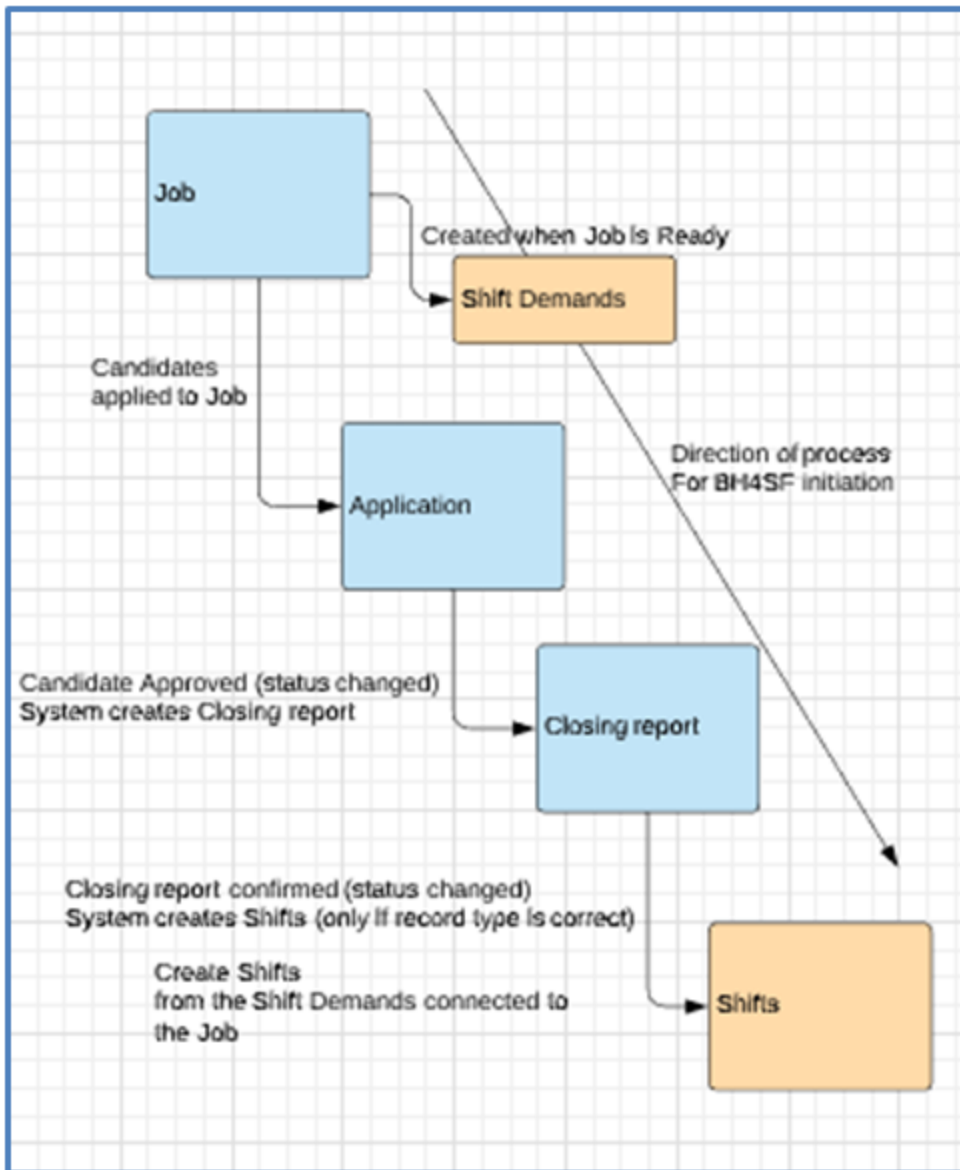 Job
Created when Job is Ready
Shift Demands
Candidates
applied to Job
Direction of process
For BH4SF initiation
Application
Candidate Approved (status changed)
System creates Closing report
Closing report
Closing report confirmed (status changed)
System creates Shifts (only if record type is correct)
Create Shifts
from the Shift Demands connected to
the Job
Shifts